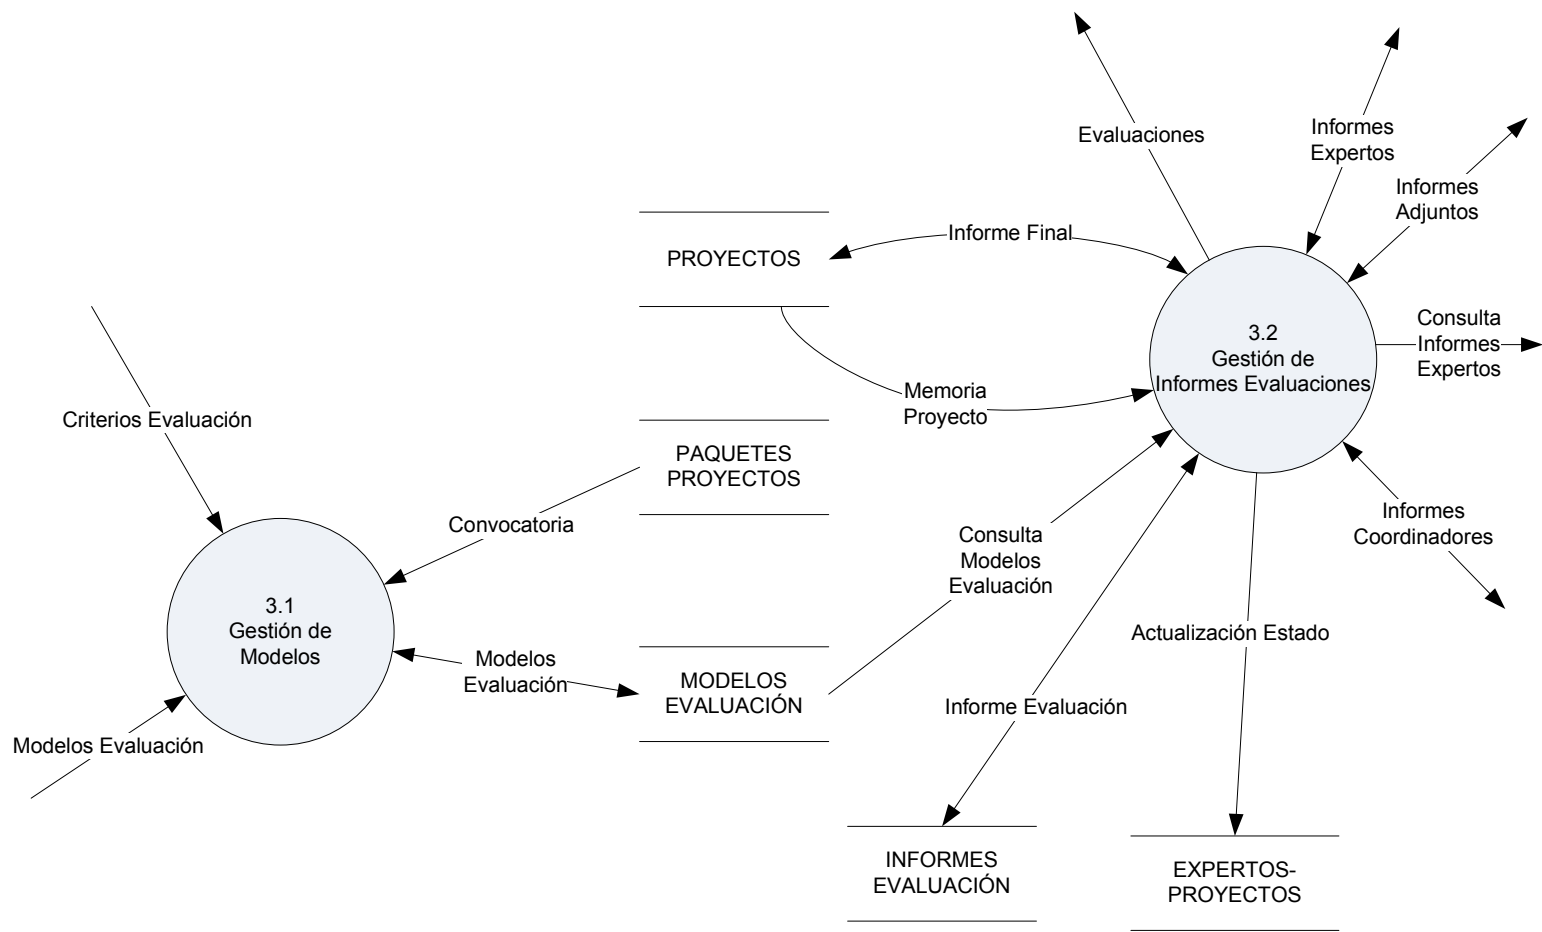 Evaluaciones
Informes
Expertos
Informes
Adjuntos
Informe Final
PROYECTOS
Consulta
Informes
Expertos
3.2
Gestión de
Informes Evaluaciones
Memoria
Proyecto
Criterios Evaluación
PAQUETES
PROYECTOS
Convocatoria
Informes
Coordinadores
Consulta
Modelos
Evaluación
3.1
Gestión de
Modelos
Actualización Estado
Modelos
Evaluación
MODELOS
EVALUACIÓN
Informe Evaluación
Modelos Evaluación
INFORMES
EVALUACIÓN
EXPERTOS-
PROYECTOS